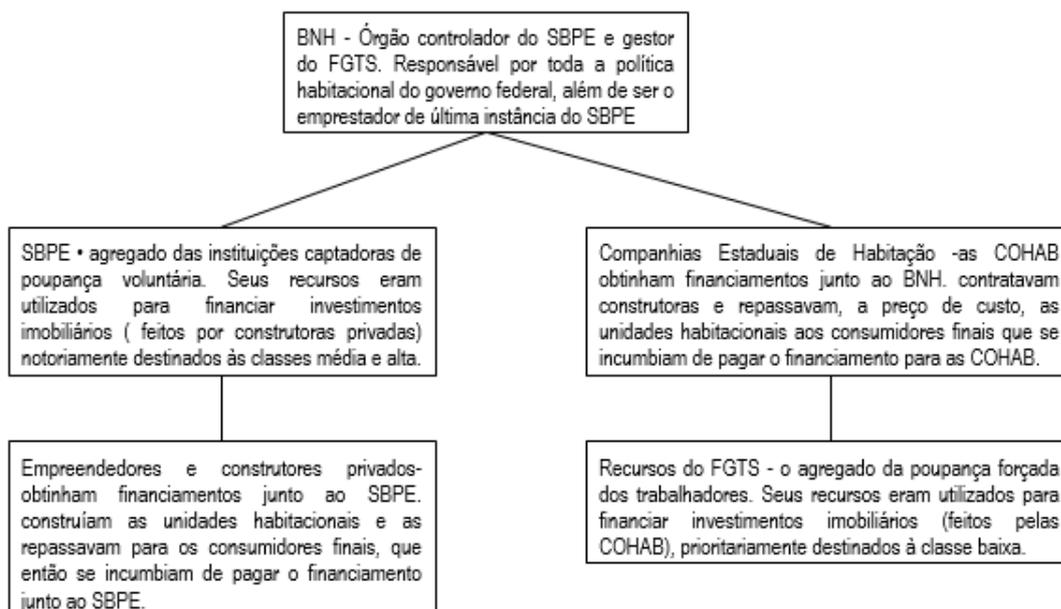 BNH - Órgão controlador do SBPE e gestor
do FGTS. Responsável por toda a política
habitacional do governo federal, além de ser o
emprestador de última instância do SBPE
SBPE • agregado das instituições captadoras de
poupança voluntária. Seus recursos eram
utilizados para financiar investimentos
imobiliários ( feitos por construtoras privadas)
notoriamente destinados às classes média e alta.
Companhias Estaduais de Habitação -as COHAB
obtinham financiamentos junto ao BNH. contratavam
construtoras e repassavam, a preço de custo, as
unidades habitacionais aos consumidores finais que se
incumbiam de pagar o financiamento para as COHAB.
Empreendedores e construtores privados-
obtinham financiamentos junto ao SBPE.
construíam as unidades habitacionais e as
repassavam para os consumidores finais, que
então se incumbiam de pagar o financiamento
junto ao SBPE.
Recursos do FGTS - o agregado da poupança forçada
dos trabalhadores. Seus recursos eram utilizados para
financiar investimentos imobiliários (feitos pelas
COHAB), prioritariamente destinados à classe baixa.